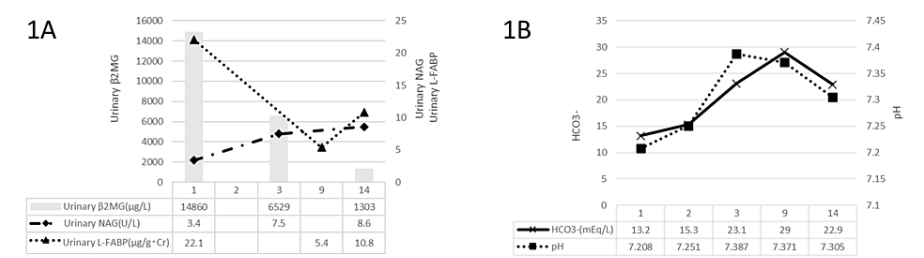 1A
Urinary β2MG
16000
14000
12000
10000
8000
6000
4000
2000
0
25
20
15
10
5
0
Urinary NAG
Urinary L-FABP
1 2 3 9 14
Urinary β2MG(μg/L) 14860 6529 1303
Urinary NAG(U/L) 3.4 7.5 8.6
Urinary L-FABP(μg/g・Cr) 22.1 5.4 10.8
1B
HCO3-
35
30
25
20
15
10
5
0
7.45
7.4
7.35
7.3
7.25
7.2
7.15
7.1
pH
1 2 3 9 14
HCO3-(mEq/L) 13.2 15.3 23.1 29 22.9
pH 7.208 7.251 7.387 7.371 7.305